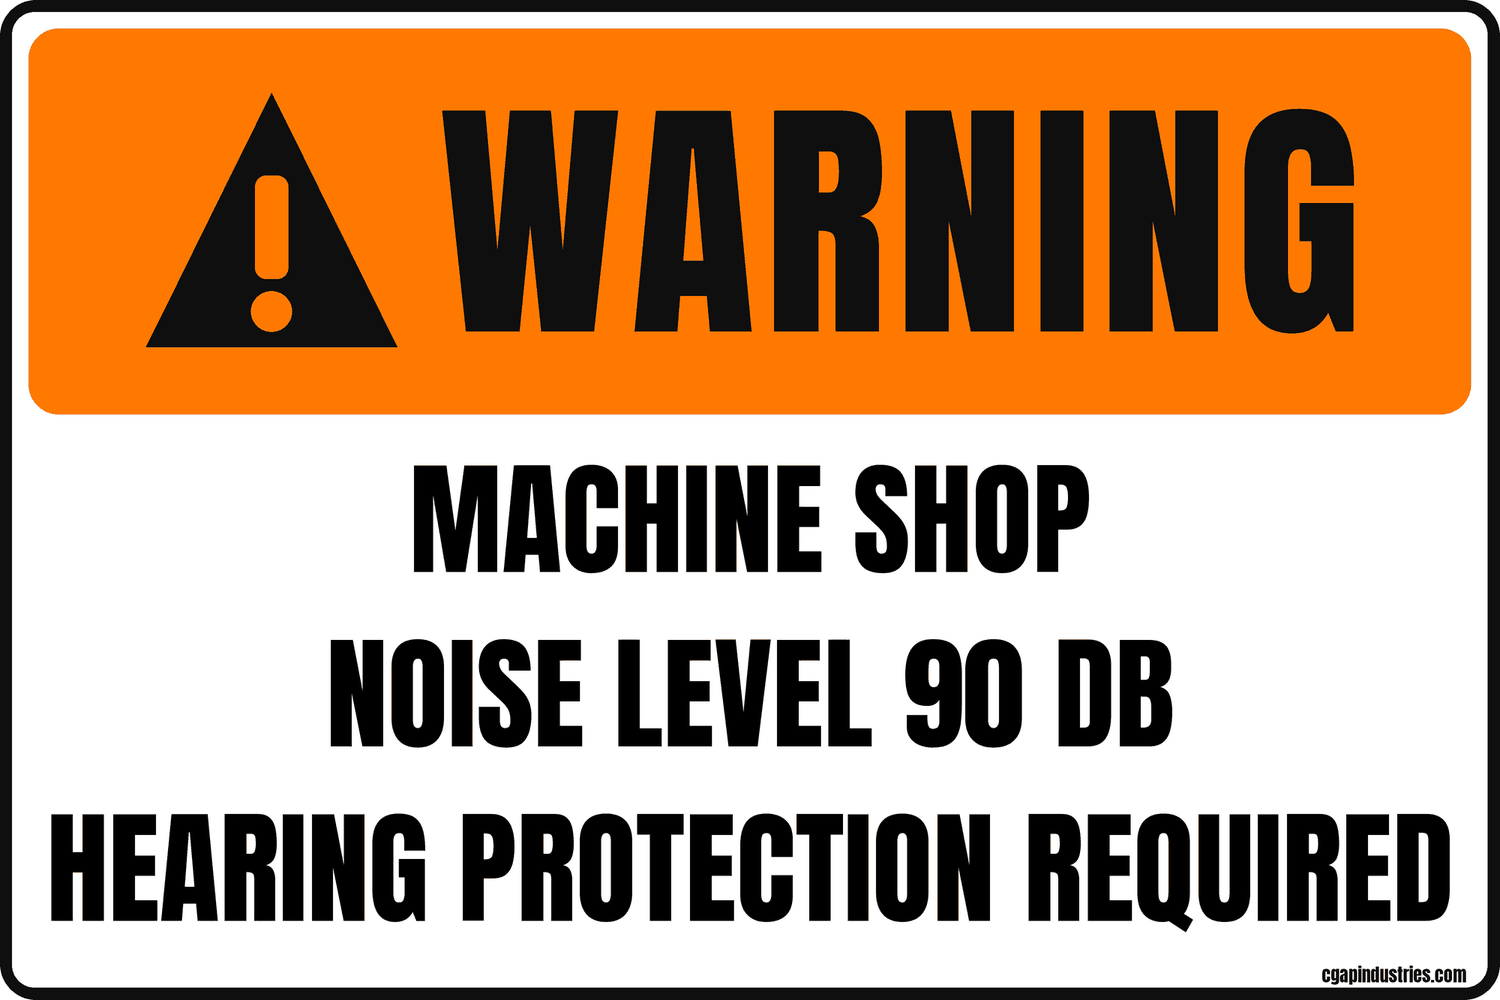 WARNING
MACHINE SHOP
NOISE LEVEL 90 DB
HEARING PROTECTION REQUIRED
cgapindustries.com